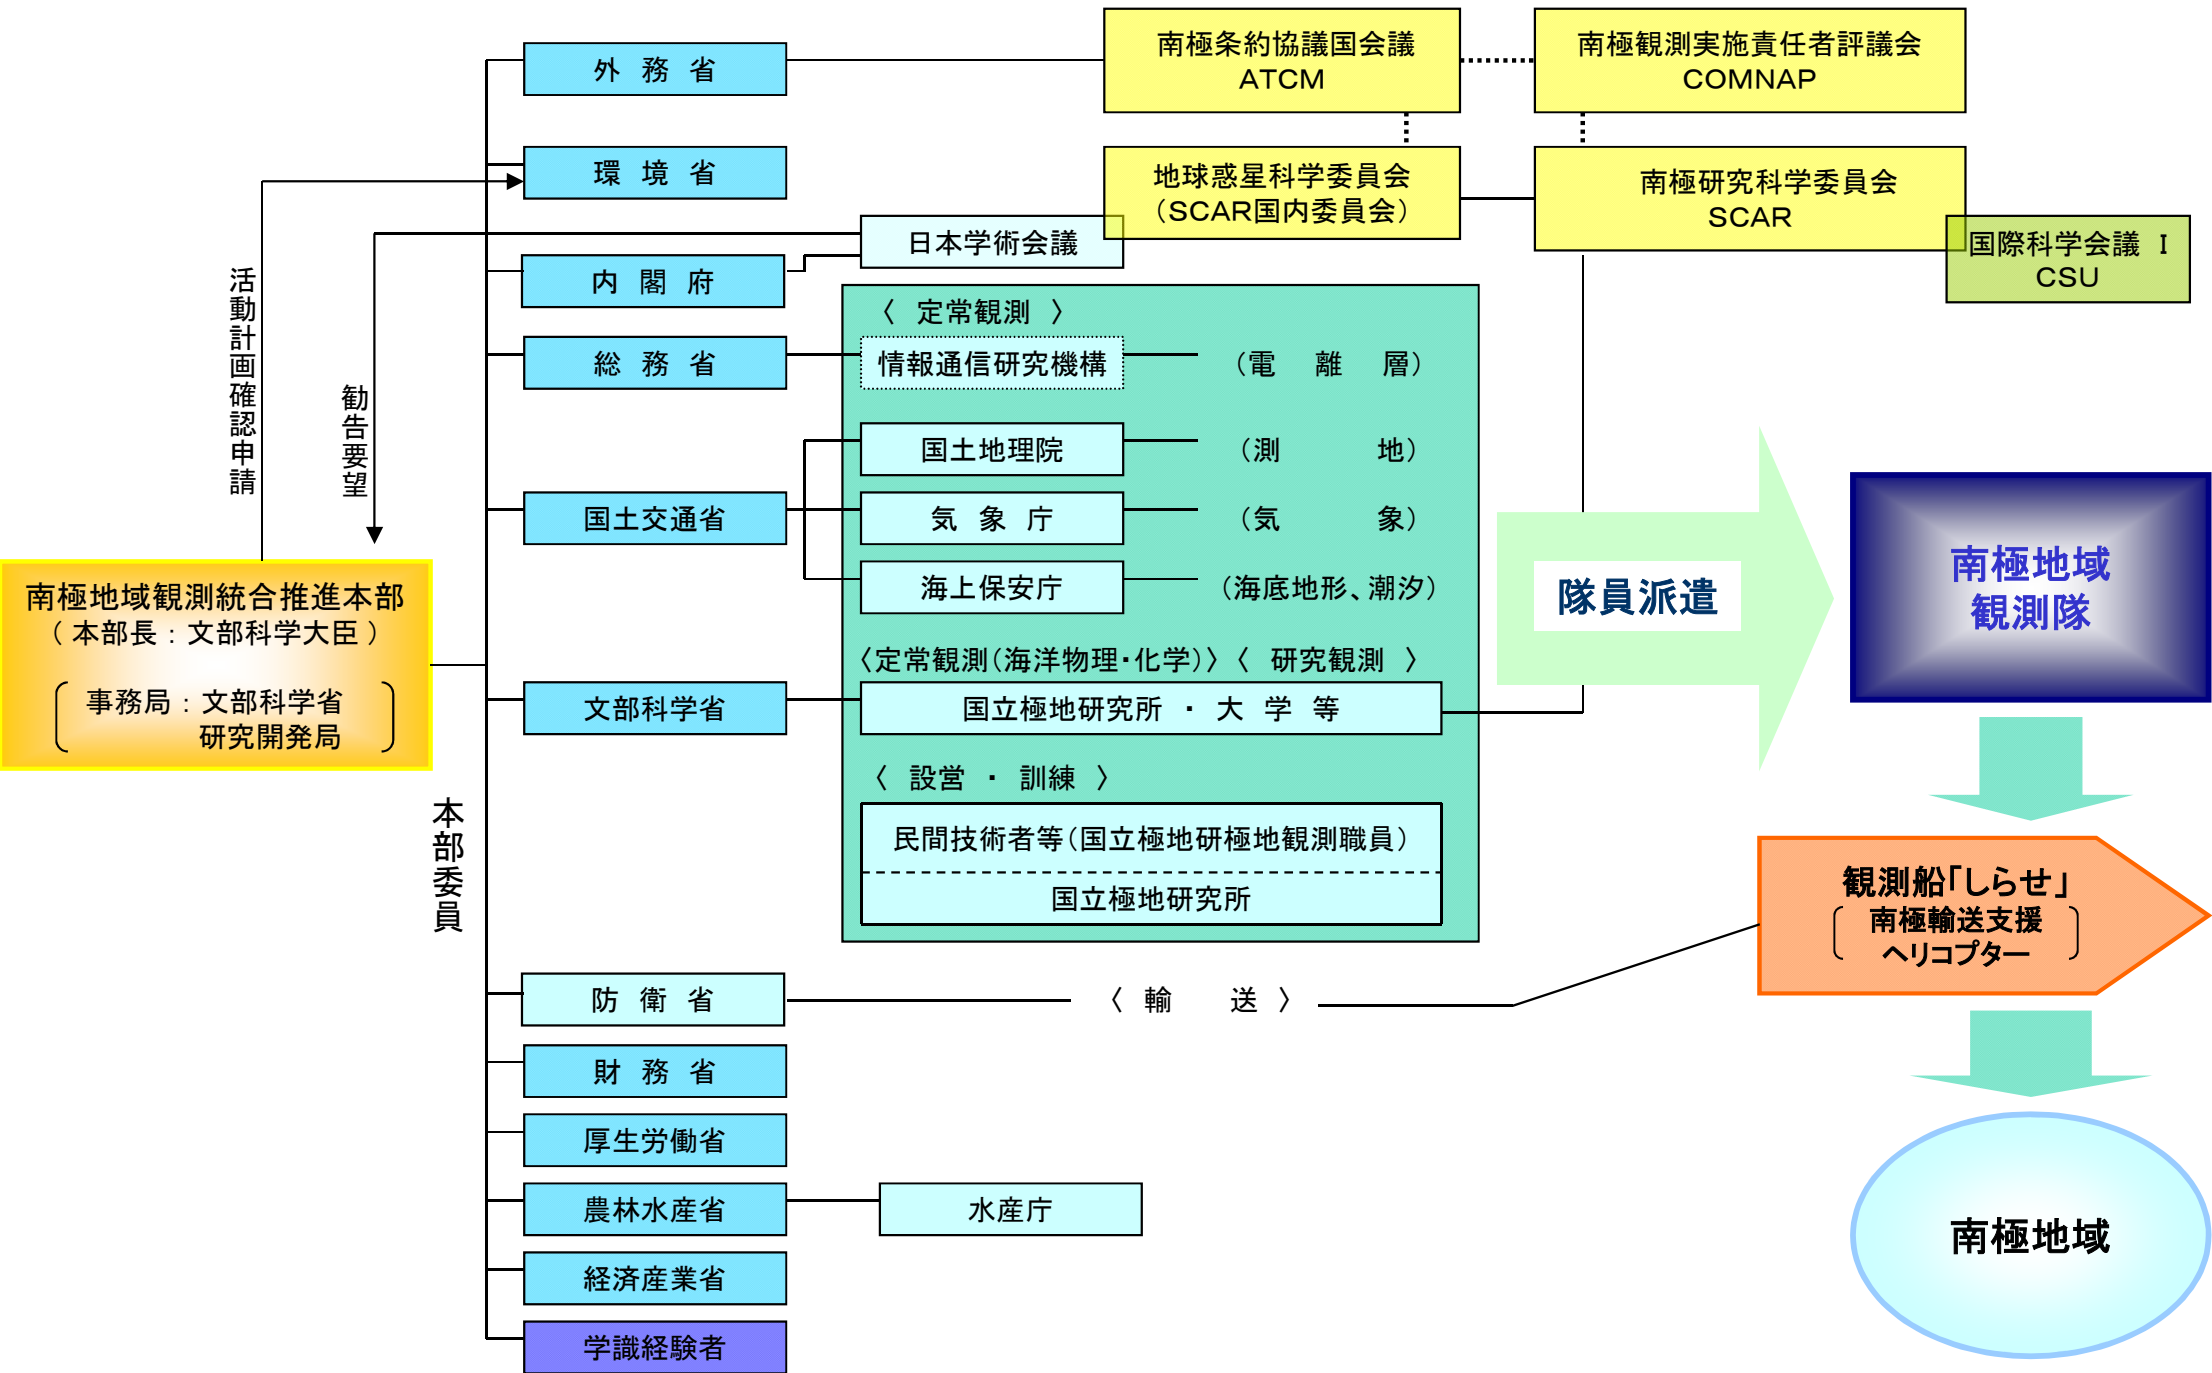 外 務 省
南極条約協議国会議
ATCM
南極観測実施責任者評議会
COMNAP
環 境 省
地球惑星科学委員会
（SCAR国内委員会）
南極研究科学委員会
SCAR
日本学術会議
国際科学会議 I
CSU
内 閣 府
活動計画確認申請
勧告要望
〈 定常観測 〉
総 務 省
情報通信研究機構
（電 離 層）
国土地理院
（測 地）
国土交通省
気 象 庁
（気 象）
海上保安庁
（海底地形、潮汐）
隊員派遣
南極地域
観測隊
南極地域観測統合推進本部
（ 本部長：文部科学大臣 ）
事務局：文部科学省
研究開発局
〈定常観測（海洋物理・化学）〉〈 研究観測 〉
文部科学省
国立極地研究所 ・ 大 学 等
〈 設営 ・ 訓練 〉
民間技術者等（国立極地研極地観測職員）
国立極地研究所
本部委員
観測船「しらせ」
南極輸送支援
ヘリコプター
防 衛 省
〈 輸 送 〉
財 務 省
厚生労働省
農林水産省
水産庁
南極地域
経済産業省
学識経験者